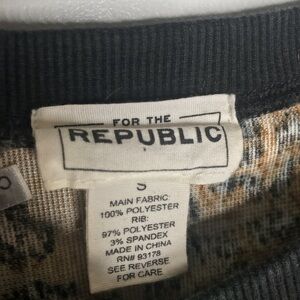 FOR THE
REPUBLIC
S
MAIN FABRIC:
100% POLYESTER
RIB:
97% POLYESTER
3% SPANDEX
MADE IN CHINA
RN# 93178
SEE REVERSE
FOR CARE